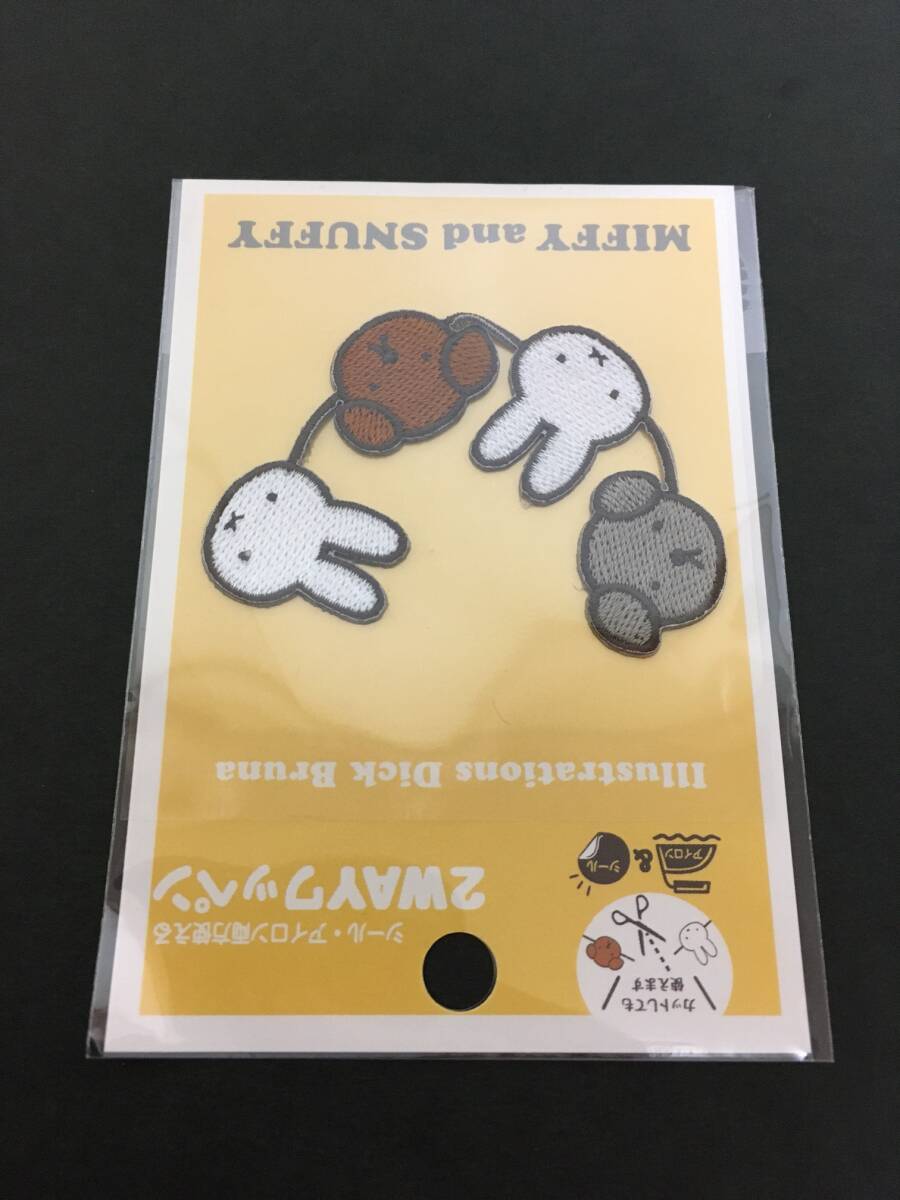 カットしても
使えます
シール・アイロン両方使える
2WAYワッペン
シール
&
アイロン
Illustrations Dick Bruna
MIFFY and SNUFFY